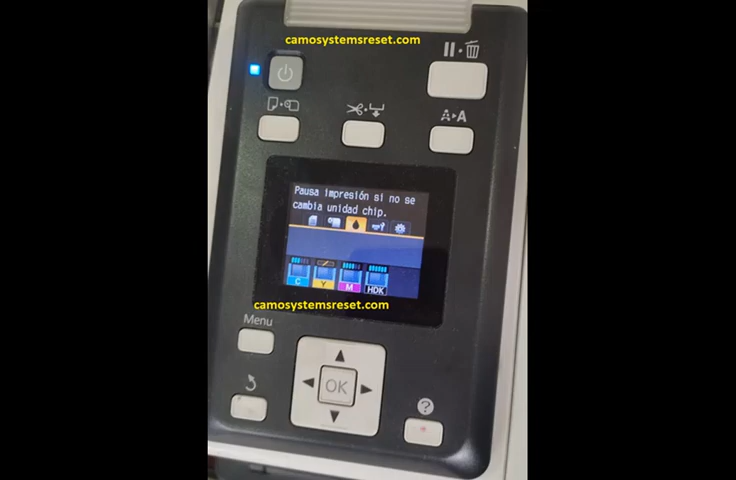 camosystemsreset.com
A▸A
Pausa impresión si no se
cambia unidad chip.
C
Y
M
HDK
camosystemsreset.com
Menu
OK
?